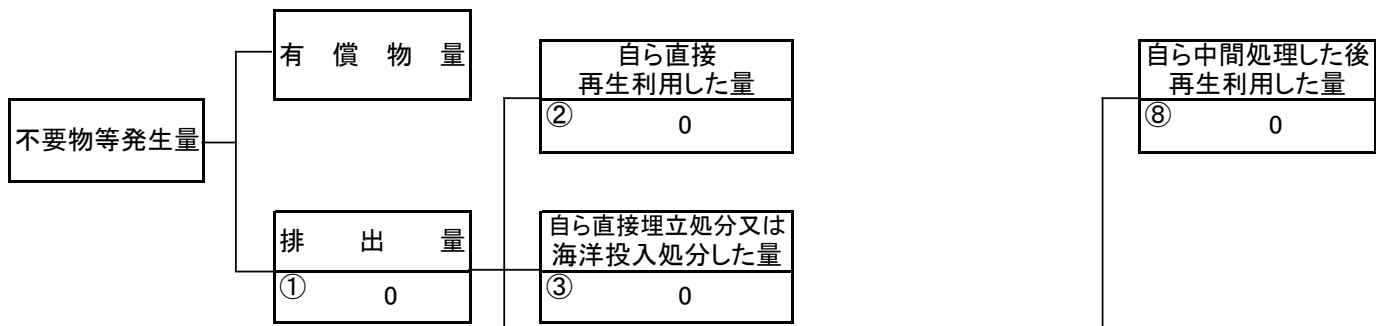 有償物量
自ら直接
再生利用した量
② 0
自ら中間処理した後
再生利用した量
⑧ 0
不要物等発生量
排出量
① 0
自ら直接埋立処分又は
海洋投入処分した量
③ 0